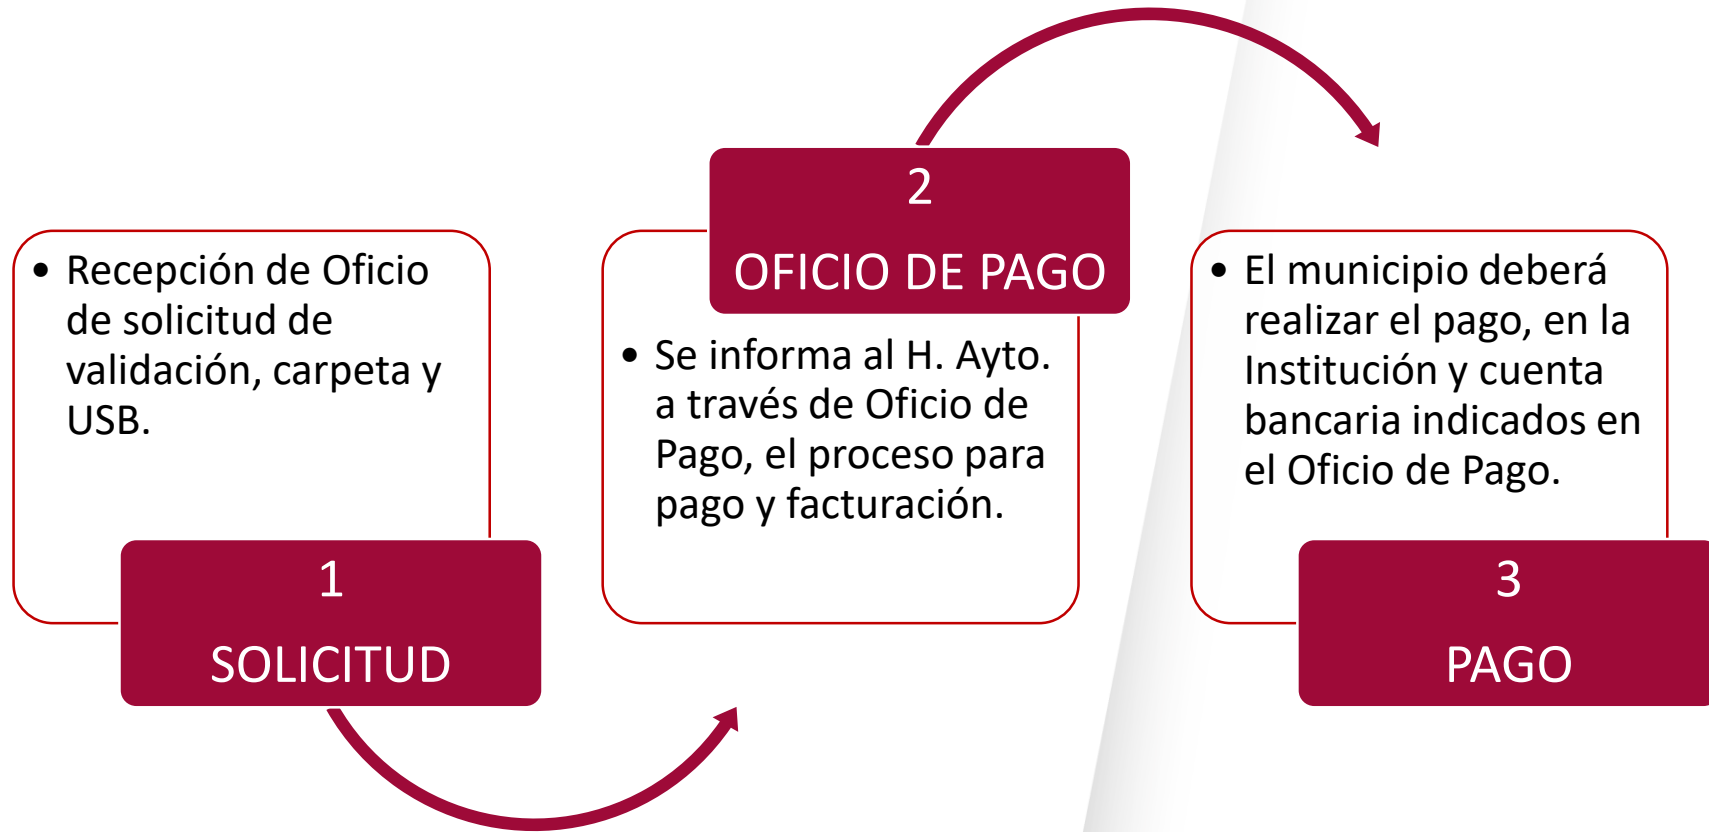 • Recepción de Oficio
de solicitud de
validación, carpeta y
USB.
1
SOLICITUD
2
OFICIO DE PAGO
• Se informa al H. Ayto.
a través de Oficio de
Pago, el proceso para
pago y facturación.
• El municipio deberá
realizar el pago, en la
Institución y cuenta
bancaria indicados en
el Oficio de Pago.
3
PAGO